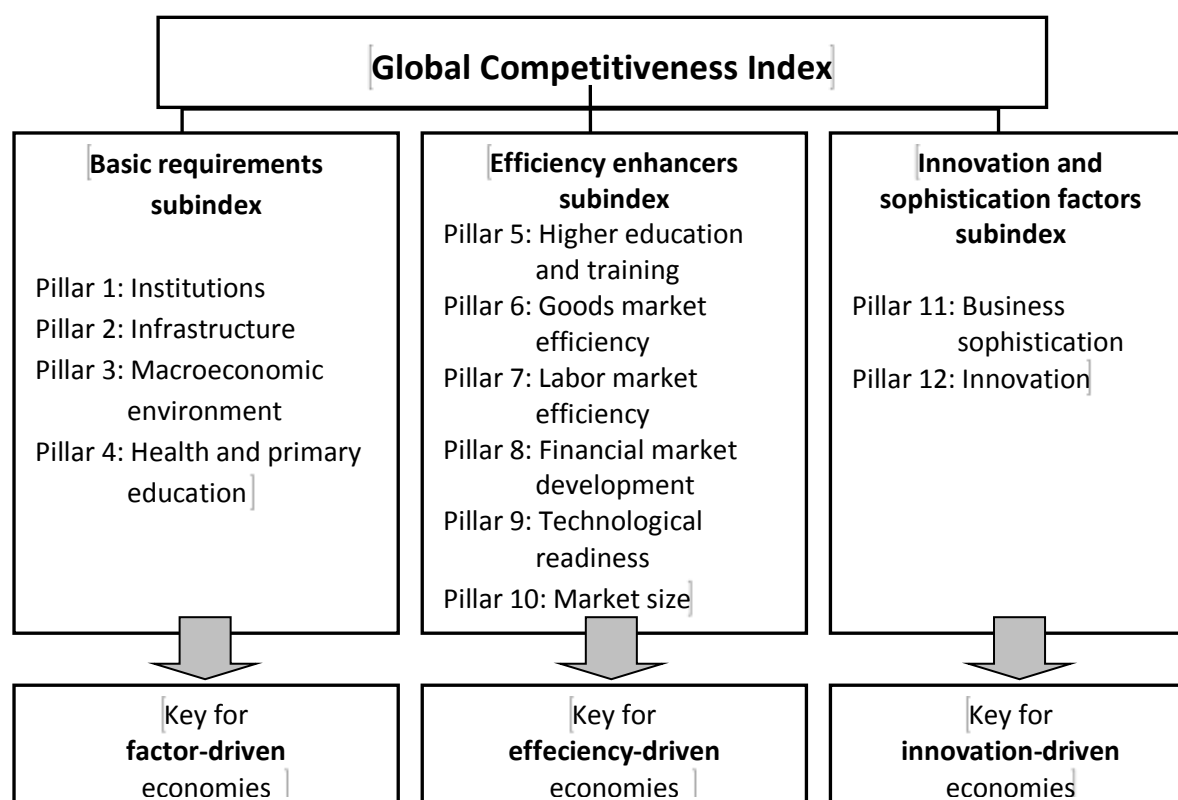 Global Competitiveness Index
Basic requirements
subindex
Pillar 1: Institutions
Pillar 2: Infrastructure
Pillar 3: Macroeconomic
environment
Pillar 4: Health and primary
education
Efficiency enhancers
subindex
Pillar 5: Higher education
and training
Pillar 6: Goods market
efficiency
Pillar 7: Labor market
efficiency
Pillar 8: Financial market
development
Pillar 9: Technological
readiness
Pillar 10: Market size
Innovation and
sophistication factors
subindex
Pillar 11: Business
sophistication
Pillar 12: Innovation
Key for
factor-driven
economies
Key for
effeciency-driven
economies
Key for
innovation-driven
economies